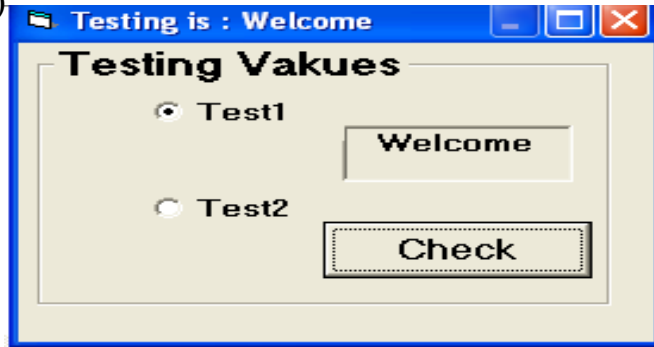 )
Testing is : Welcome
Testing Vakues
Test1
Welcome
Test2
Check